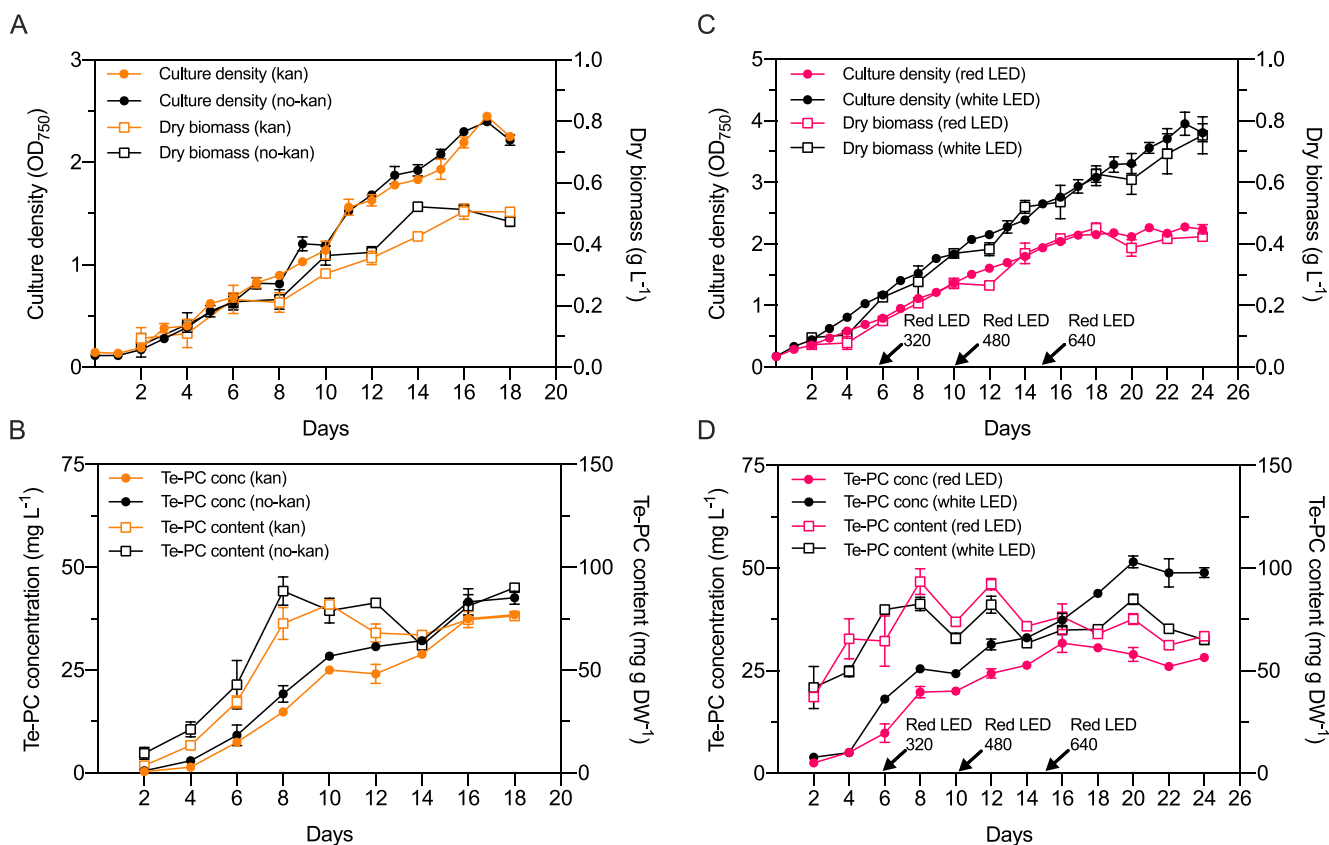 A
Culture density (kan)
Culture density (no-kan)
Dry biomass (kan)
Dry biomass (no-kan)
Culture density (OD750)
3
2
1
0
Dry biomass (g L-1)
1.0
0.8
0.6
0.4
0.2
0.0
0 2 4 6 8 10 12 14 16 18 20
Days
C
Culture density (red LED)
Culture density (white LED)
Dry biomass (red LED)
Dry biomass (white LED)
Culture density (OD750)
5
4
3
2
1
0
Dry biomass (g L-1)
1.0
0.8
0.6
0.4
0.2
0.0
Red LED Red LED Red LED
320 480 640
2 4 6 8 10 12 14 16 18 20 22 24 26
Days
B
Te-PC conc (kan)
Te-PC conc (no-kan)
Te-PC content (kan)
Te-PC content (no-kan)
Te-PC concentration (mg L-1)
75
50
25
0
Te-PC content (mg g DW-1)
150
100
50
0
2 4 6 8 10 12 14 16 18 20
Days
D
Te-PC conc (red LED)
Te-PC conc (white LED)
Te-PC content (red LED)
Te-PC content (white LED)
Te-PC concentration (mg L-1)
75
50
25
0
Te-PC content (mg g DW-1)
150
100
50
0
Red LED Red LED Red LED
320 480 640
2 4 6 8 10 12 14 16 18 20 22 24 26
Days